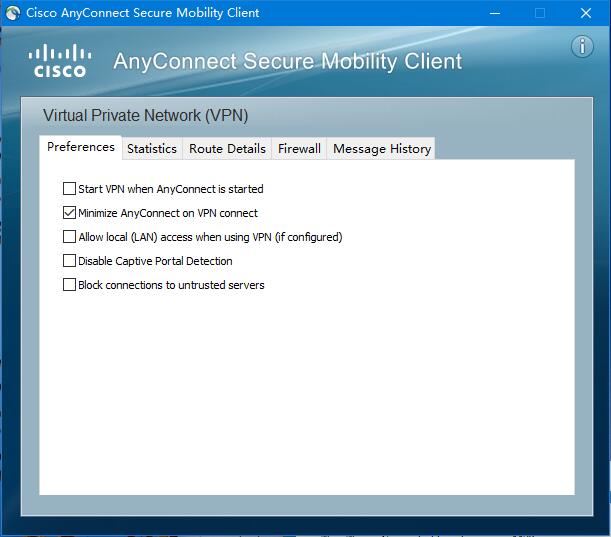 Cisco AnyConnect Secure Mobility Client
CISCO
AnyConnect Secure Mobility Client
i
Virtual Private Network (VPN)
Preferences Statistics Route Details Firewall Message History
Start VPN when AnyConnect is started
Minimize AnyConnect on VPN connect
Allow local (LAN) access when using VPN (if configured)
Disable Captive Portal Detection
Block connections to untrusted servers